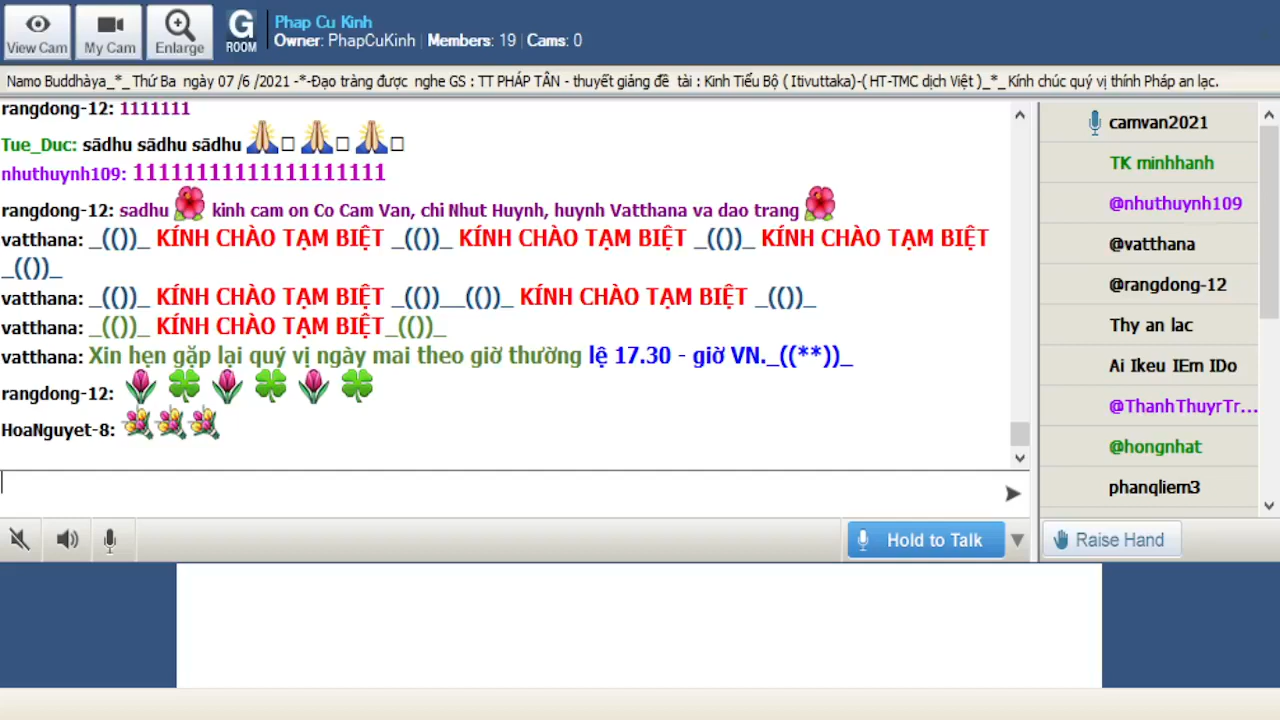 View Cam
My Cam
Enlarge
G
ROOM
Phap Cu Kinh
Owner: PhapCuKinh | Members: 19 | Cams: 0
Namo Buddhàya_*_ Thứ Ba ngày 07 /6 /2021 -*-Đạo tràng được nghe GS : TT PHÁP TÂN - thuyết giảng đề tài : Kinh Tiểu Bộ ( Itivuttaka)-( HT-TMC dịch Việt )_*_ Kính chúc quý vị thính Pháp an lạc.
rangdong-12: 1111111
Tue_Duc: sādhu sādhu sādhu 🙏□ 🙏□ 🙏□
nhuthuynh109: 11111111111111111111
rangdong-12: sadhu 🌺 kinh cam on Co Cam Van, chi Nhut Huynh, huynh Vatthana va dao trang 🌺
vatthana: _(())_ KÍNH CHÀO TẠM BIỆT _(())_ KÍNH CHÀO TẠM BIỆT _(())_ KÍNH CHÀO TẠM BIỆT
_(())_
vatthana: _(())_ KÍNH CHÀO TẠM BIỆT _(())__(())_ KÍNH CHÀO TẠM BIỆT _(())_
vatthana: _(())_ KÍNH CHÀO TẠM BIỆT_(())_
vatthana: Xin hẹn gặp lại quý vị ngày mai theo giờ thường lệ 17.30 - giờ VN._((**))_
rangdong-12: 🌷 🍀 🌷 🍀 🌷 🍀
HoaNguyet-8: 💐💐💐
Hold to Talk
camvan2021
TK minhhanh
@nhuthuynh109
@vatthana
@rangdong-12
Thy an lac
Ai Ikeu IEm IDo
@ThanhThuyrTr...
@hongnhat
phanqliem3
Raise Hand